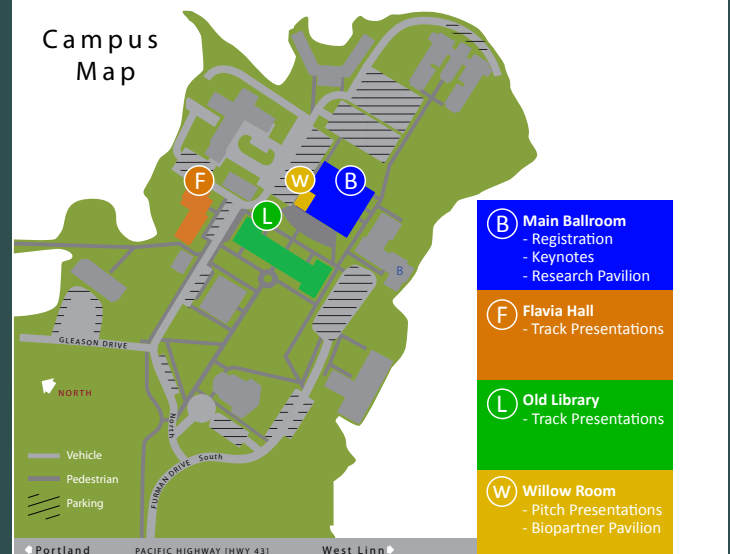 Campus
Map
F
W
B
L
B
GLEASON DRIVE
NORTH
North
FURMAN DRIVE South
Vehicle
Pedestrian
Parking
Portland
PACIFIC HIGHWAY [HWY 43]
West Linn
B
Main Ballroom
- Registration
- Keynotes
- Research Pavilion
F
Flavia Hall
- Track Presentations
L
Old Library
- Track Presentations
W
Willow Room
- Pitch Presentations
- Biopartner Pavilion